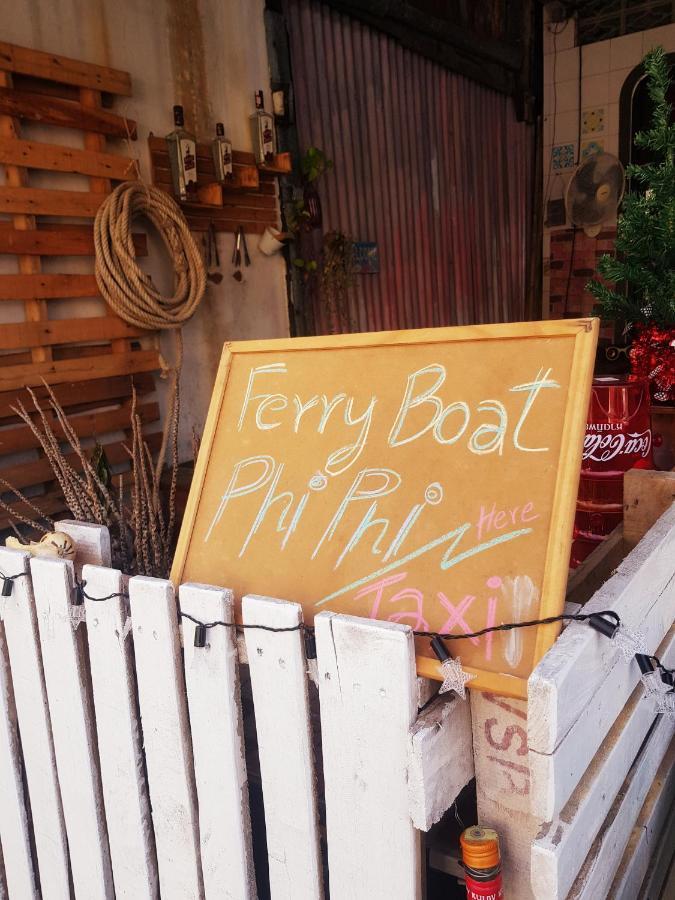 Ferry Boat
Phi Phi
Here
Taxi
Coca-Cola